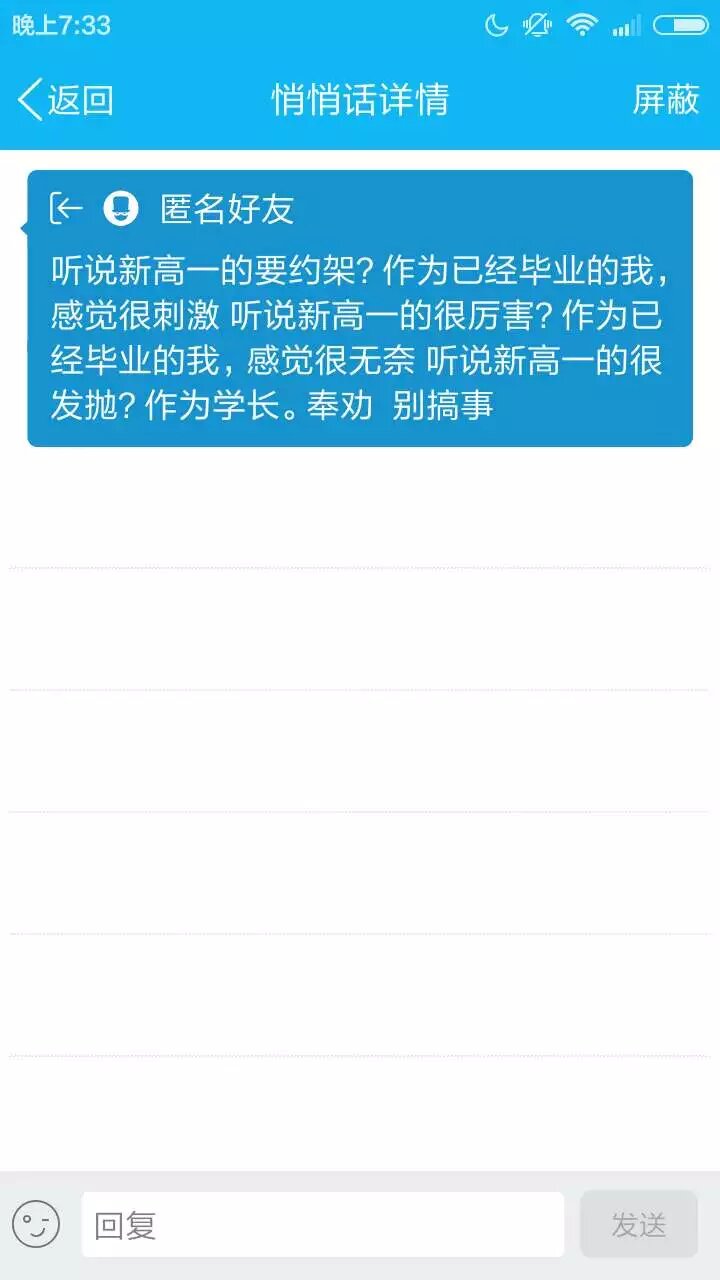 晚上7:33
返回
悄悄话详情
屏蔽
匿名好友
听说新高一的要约架?作为已经毕业的我,
感觉很刺激 听说新高一的很厉害?作为已
经毕业的我,感觉很无奈 听说新高一的很
发抛?作为学长。奉劝 别搞事
回复
发送